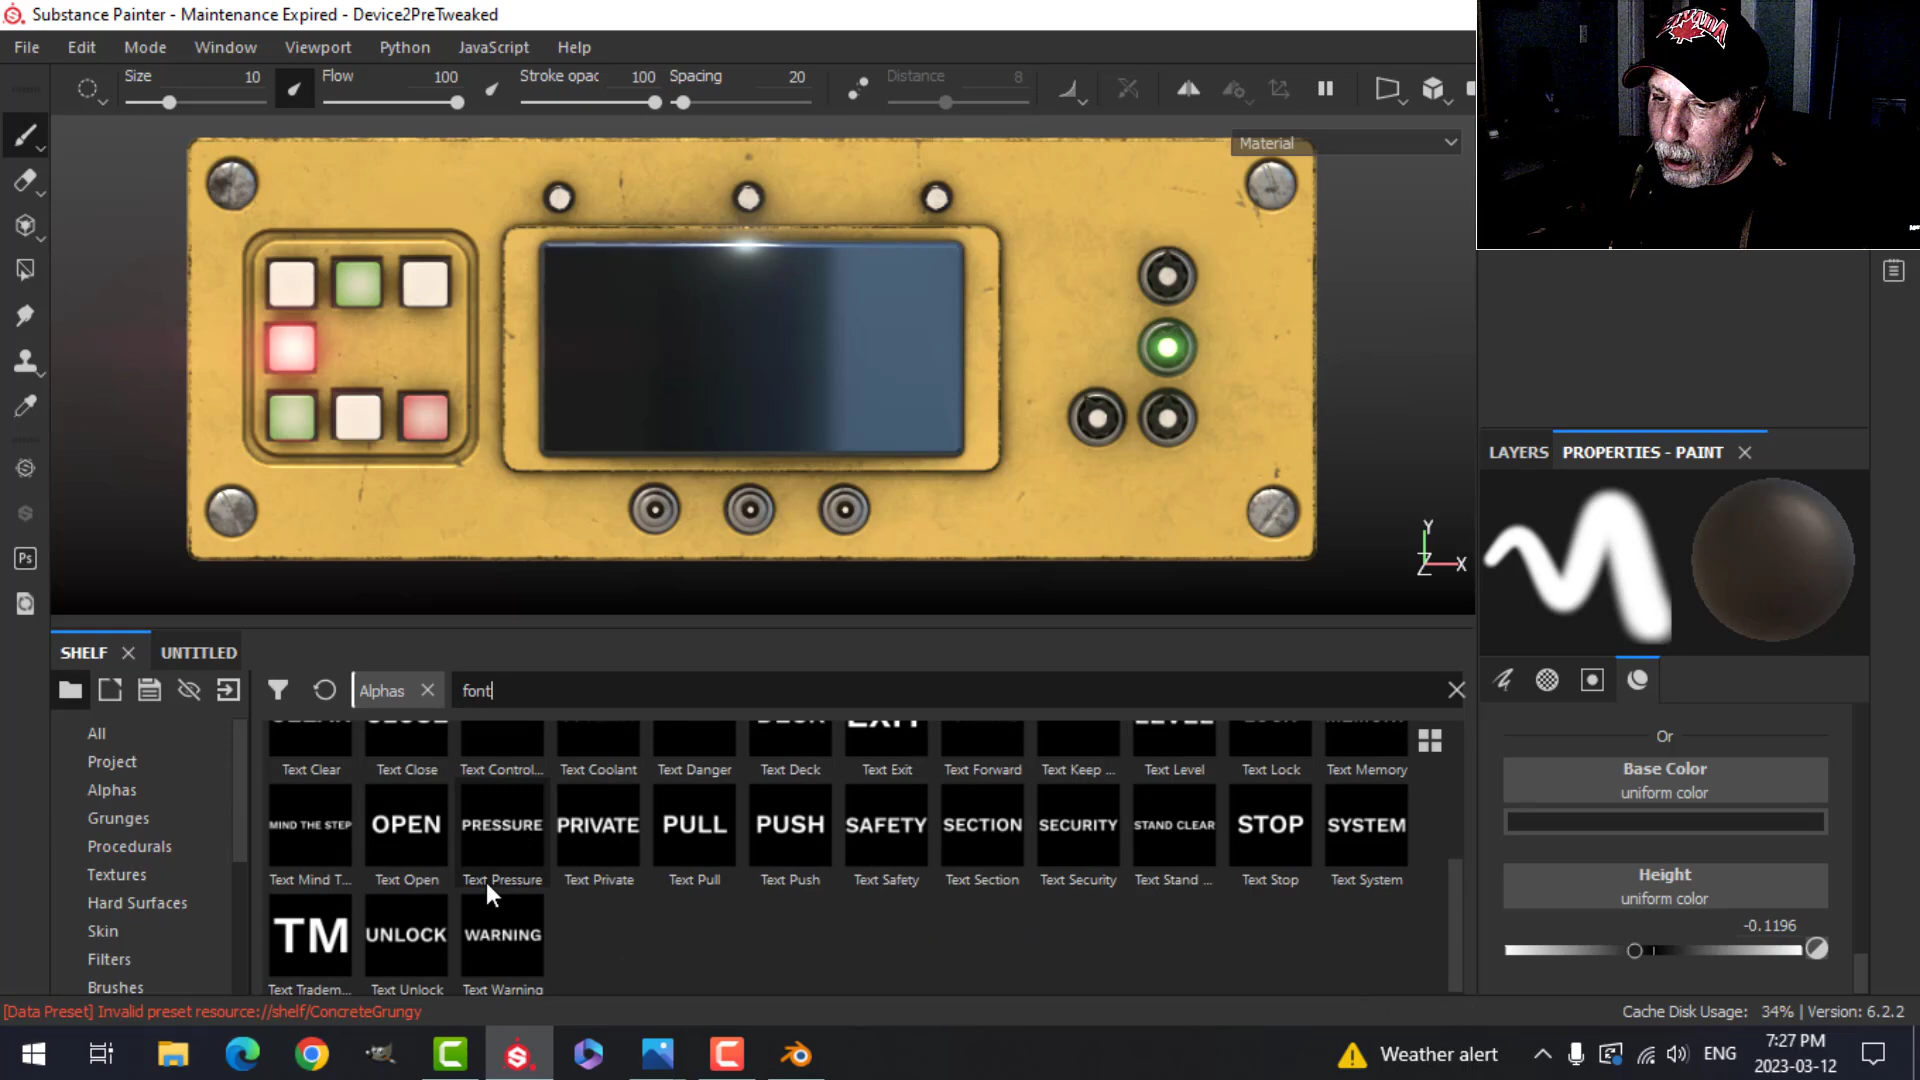 Substance Painter - Maintenance Expired - Device2PreTweaked
File Edit Mode Window Viewport Python JavaScript Help
Size 10 Flow 100 Stroke opac 100 Spacing 20 Distance 8
Material
LAYERS PROPERTIES - PAINT
Y
Z X
Ps
SHELF UNTITLED
Alphas font
All
Project
Alphas
Grunges
Procedurals
Textures
Hard Surfaces
Skin
Filters
Brushes
EXIT
Text Clear Text Close Text Control... Text Coolant Text Danger Text Deck Text Exit Text Forward Text Keep ... Text Level Text Lock Text Memory
MIND THE STEP OPEN PRESSURE PRIVATE PULL PUSH SAFETY SECTION SECURITY STAND CLEAR STOP SYSTEM
Text Mind T... Text Open Text Pressure Text Private Text Pull Text Push Text Safety Text Section Text Security Text Stand ... Text Stop Text System
TM UNLOCK WARNING
Text Tradem... Text Unlock Text Warning
Or
Base Color
uniform color
Height
uniform color
-0.1196
[Data Preset] Invalid preset resource://shelf/ConcreteGrungy
Cache Disk Usage: 34% | Version: 6.2.2
Weather alert ENG 7:27 PM
2023-03-12